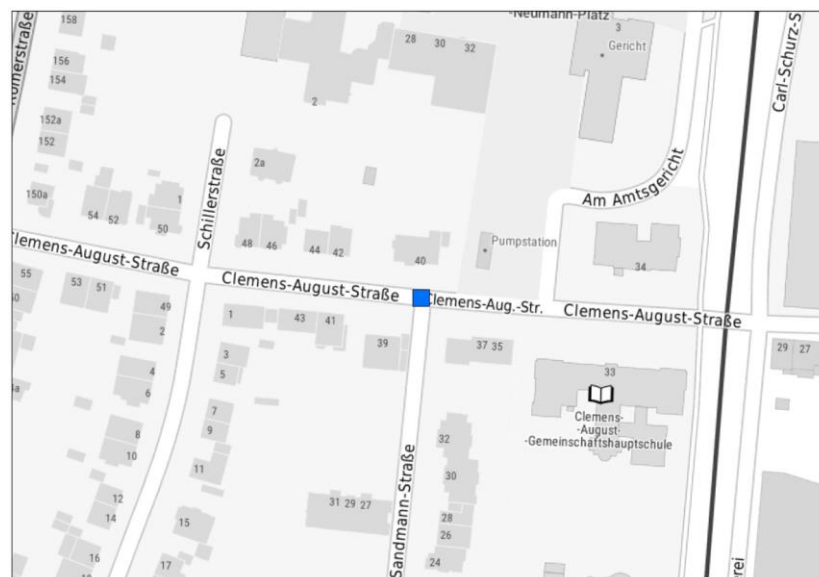 158
156
154
152a
152
150a
Römerstraße
54
52
1
50
Schillerstraße
2a
2
28
30
32
-Neumann-Platz
3
Gericht
Carl-Schurz-S
Am Amtsgericht
48
46
44
42
40
Pumpstation
34
Clemens-August-Straße
Clemens-August-Straße
Clemens-Aug.-Str.
Clemens-August-Straße
55
53
51
49
2
1
43
41
39
37
35
33
29
27
3
5
4
6
7
9
8
10
11
12
14
15
16
17
Clemens-
-August-
-Gemeinschaftshauptschule
32
30
28
26
24
31
29
27
Sandmann-Straße
erei